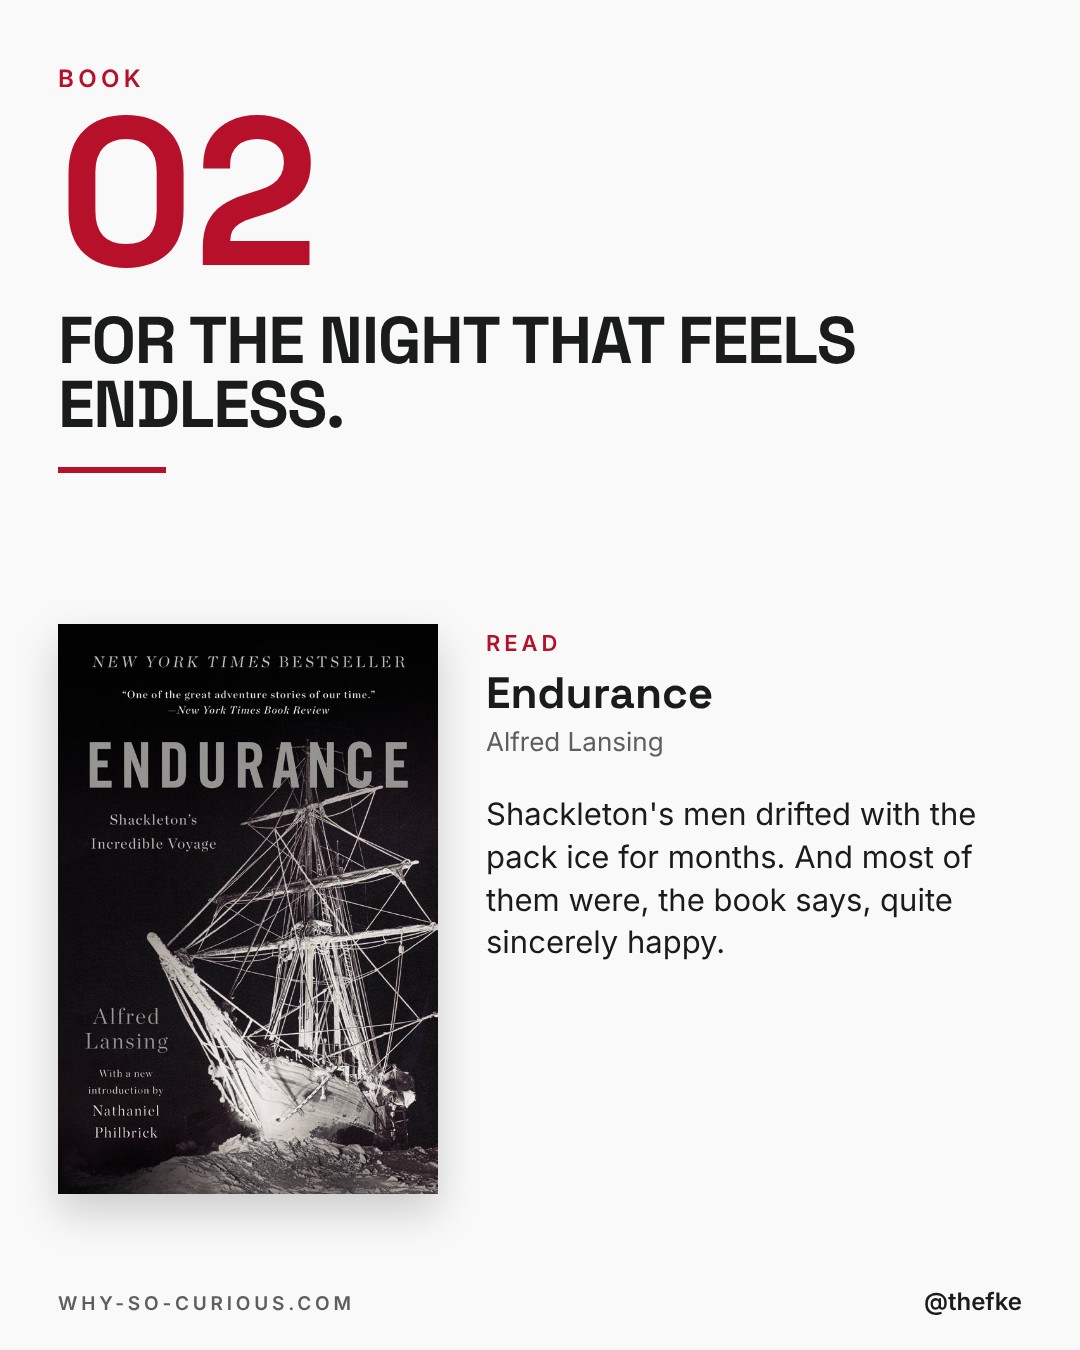 BOOK
02
FOR THE NIGHT THAT FEELS
ENDLESS.
NEW YORK TIMES BESTSELLER
“One of the great adventure stories of our time.”
—New York Times Book Review
ENDURANCE
Shackleton’s
Incredible Voyage
Alfred
Lansing
With a new
introduction by
Nathaniel
Philbrick
READ
Endurance
Alfred Lansing
Shackleton's men drifted with the
pack ice for months. And most of
them were, the book says, quite
sincerely happy.
WHY-SO-CURIOUS.COM
@thefke